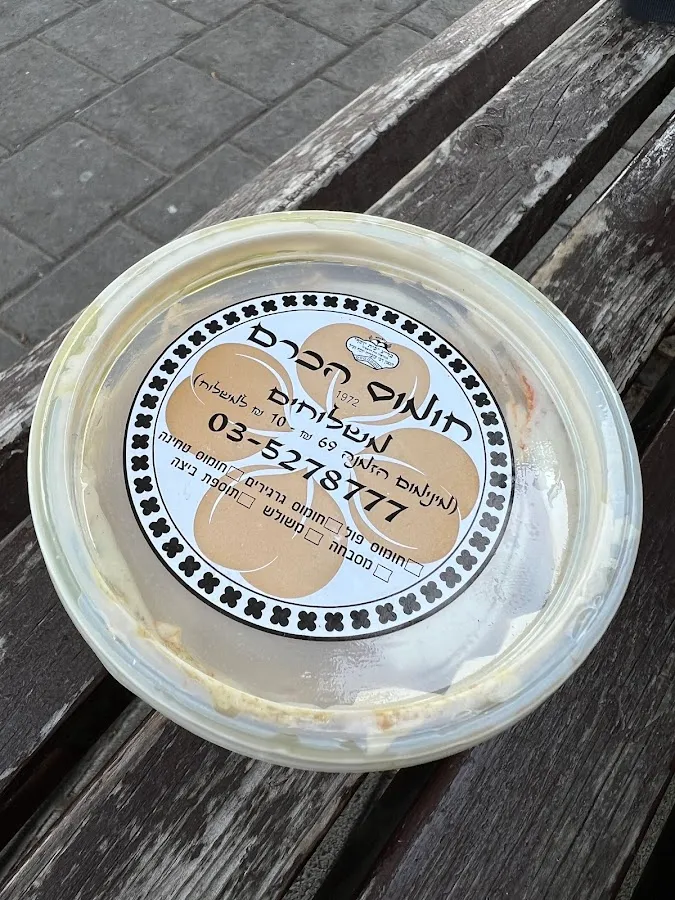 חומוס הכרם
1972
משלוחים
(מינימום הזמנה 69 ₪ -10 ₪ למשלוח)
03-5278777
□ חומוס פול □ חומוס גרגירים □ חומוס טחינה
□ מסבחה □ משולש □ תוספת ביצה